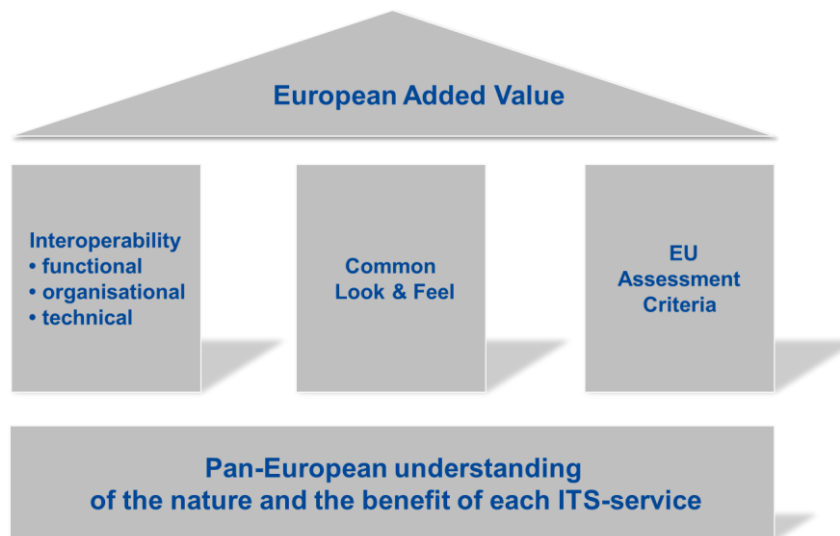 European Added Value
Interoperability
• functional
• organisational
• technical
Common
Look & Feel
EU
Assessment
Criteria
Pan-European understanding
of the nature and the benefit of each ITS-service